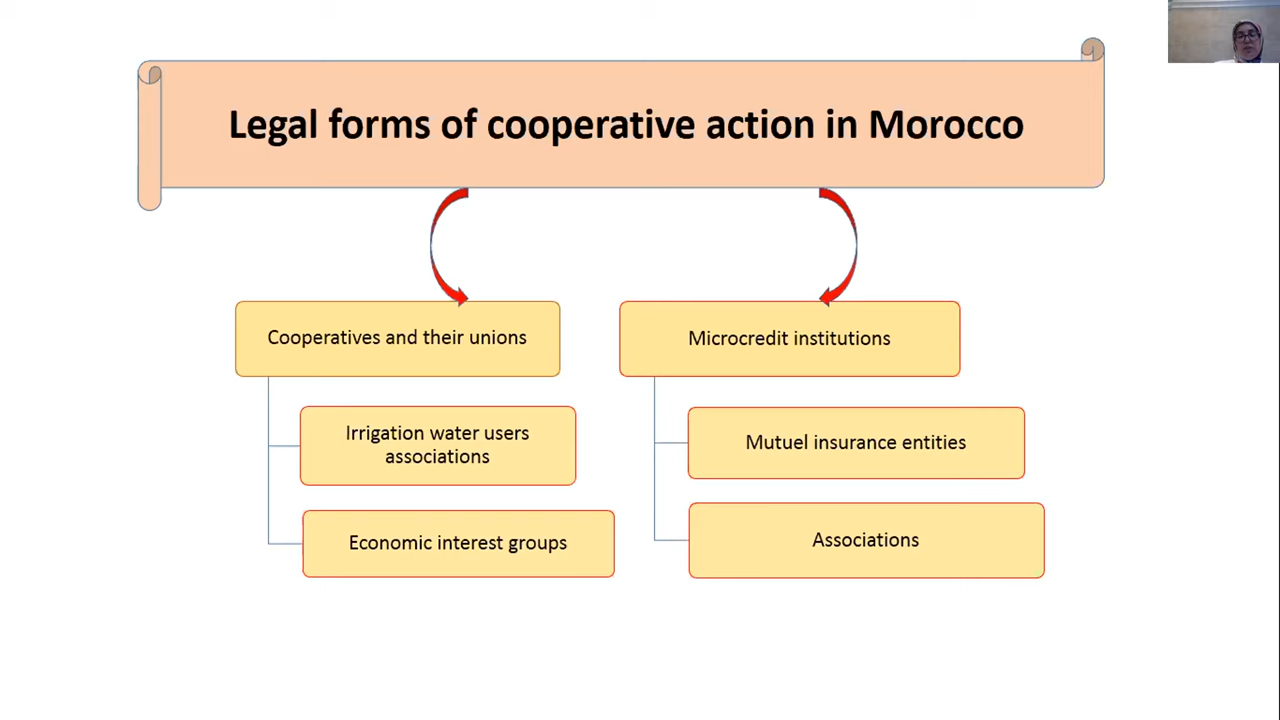 Legal forms of cooperative action in Morocco
Cooperatives and their unions
Irrigation water users
associations
Economic interest groups
Microcredit institutions
Mutuel insurance entities
Associations